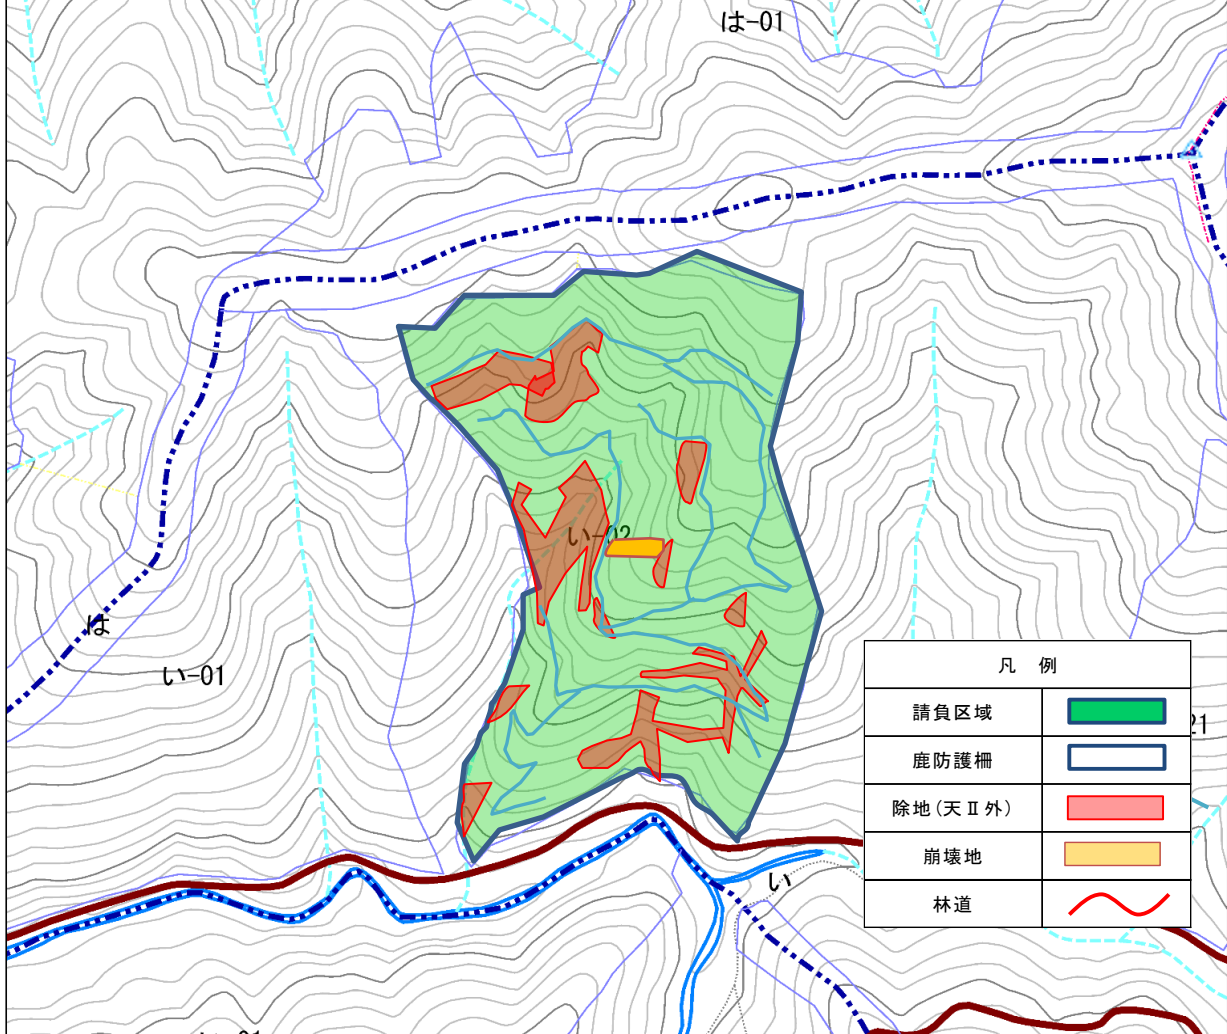 は-01
い-02
は
い-01
凡 例
請負区域
鹿防護柵
除地(天Ⅱ外)
崩壊地
林道
21
い